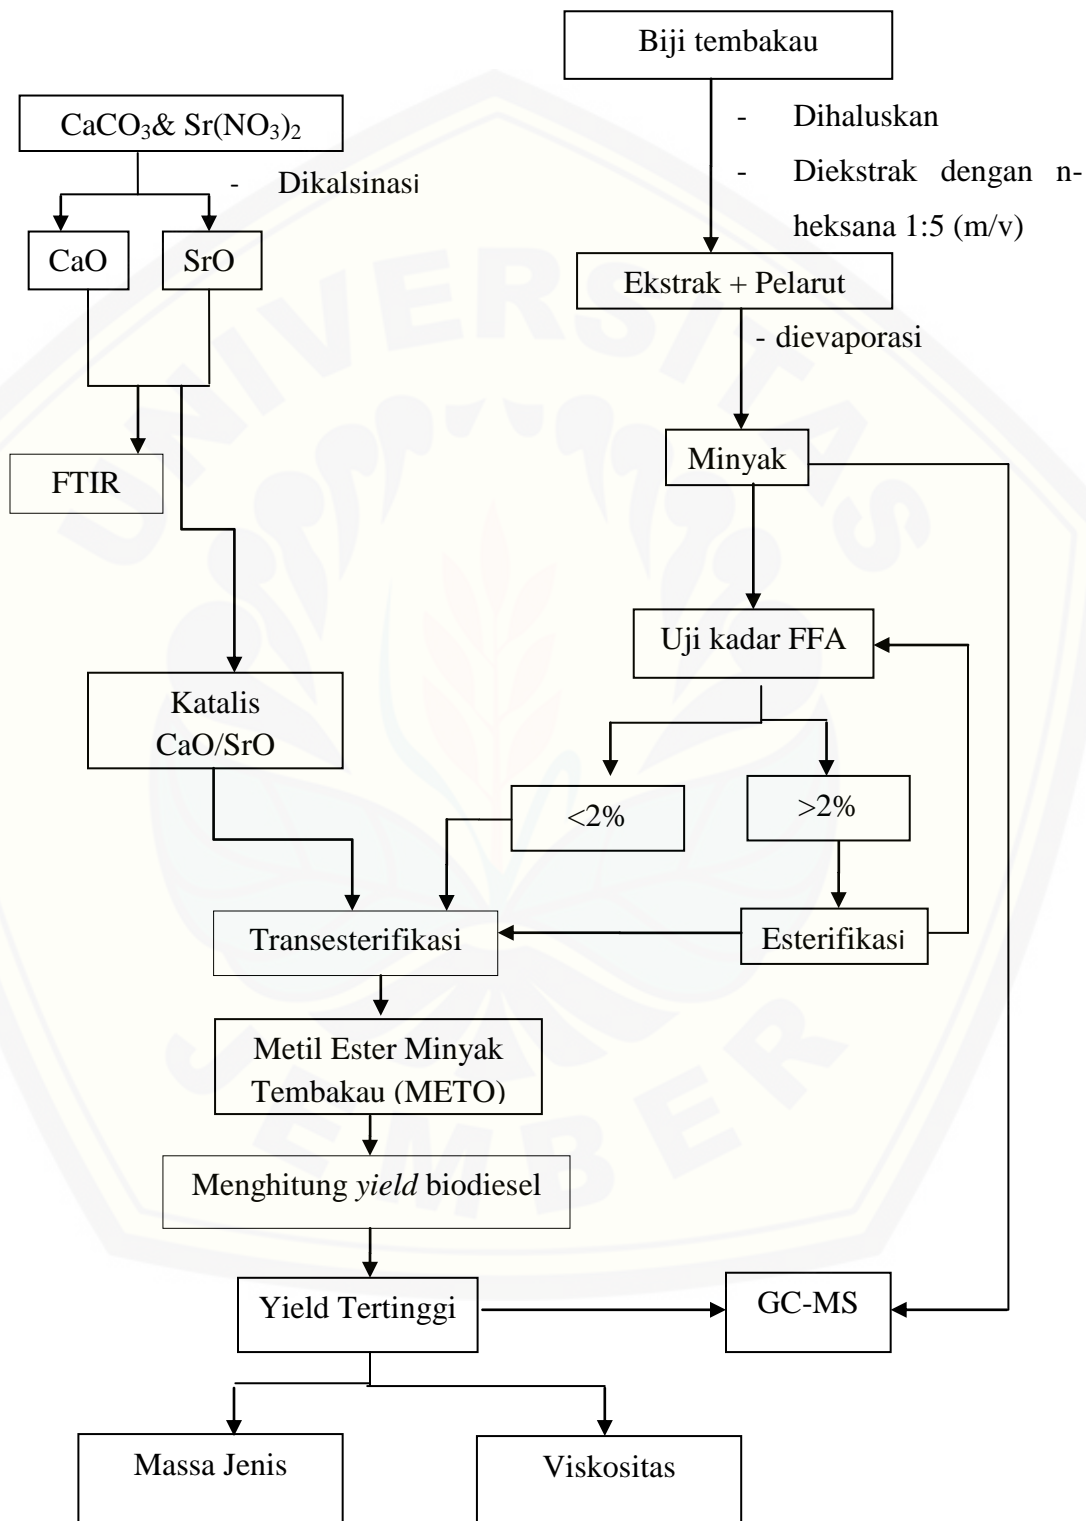 Biji tembakau
CaCO₃& Sr(NO₃)₂
- Dihaluskan
- Diekstrak dengan n-
heksana 1:5 (m/v)
- Dikalsinasi
CaO
SrO
Ekstrak + Pelarut
- dievaporasi
Minyak
FTIR
Uji kadar FFA
Katalis
CaO/SrO
<2%
>2%
Transesterifikasi
Esterifikasi
Metil Ester Minyak
Tembakau (METO)
Menghitung yield biodiesel
Yield Tertinggi
GC-MS
Massa Jenis
Viskositas
UNIVERSITAS
JEMBER